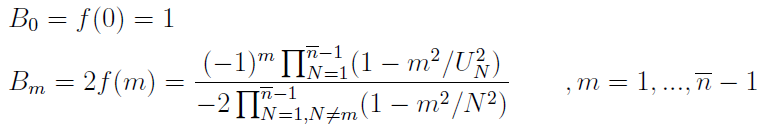 B_0 = f(0) = 1
B_m = 2f(m) = \frac{(-1)^m \prod_{N=1}^{\overline{n}-1}(1 - m^2/U_N^2)}{-2 \prod_{N=1, N \neq m}^{\overline{n}-1}(1 - m^2/N^2)} , m = 1, ..., \overline{n} - 1